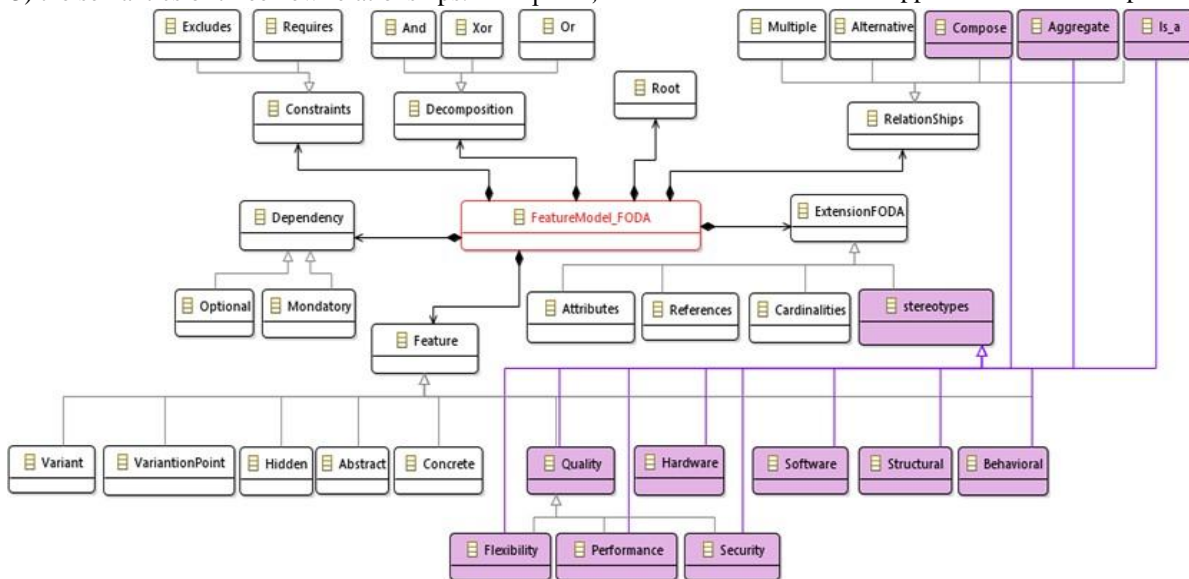 Excludes Requires And Xor Or Multiple Alternative Compose Aggregate Is_a
Root
Constraints Decomposition RelationShips
Dependency FeatureModel_FODA ExtensionFODA
Optional Mondatory Attributes References Cardinalities stereotypes
Feature
Variant VariantionPoint Hidden Abstract Concrete Quality Hardware Software Structural Behavioral
Flexibility Performance Security